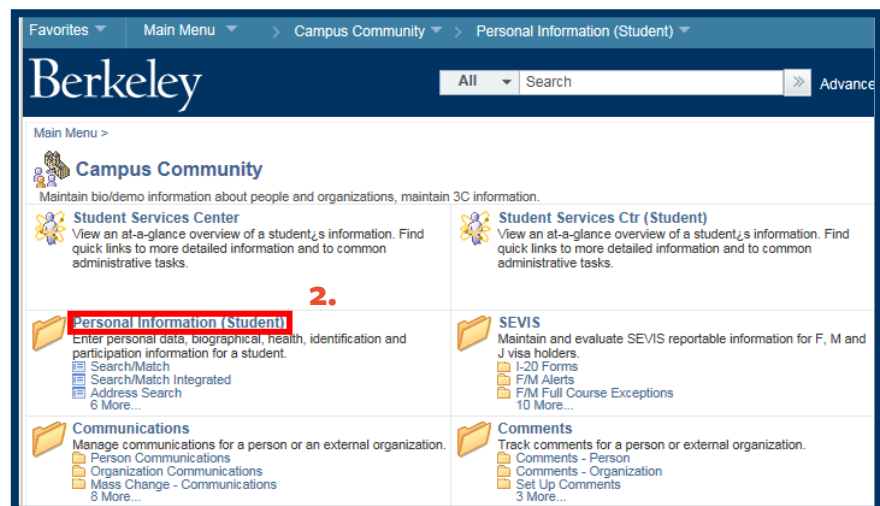 Favorites Main Menu > Campus Community > Personal Information (Student)
Berkeley
All Search » Advance
Main Menu >
Campus Community
Maintain bio/demo information about people and organizations, maintain 3C information.
Student Services Center
View an at-a-glance overview of a student¿s information. Find
quick links to more detailed information and to common
administrative tasks.
Student Services Ctr (Student)
View an at-a-glance overview of a student¿s information. Find
quick links to more detailed information and to common
administrative tasks.
2.
Personal Information (Student)
Enter personal data, biographical, health, identification and
participation information for a student.
Search/Match
Search/Match Integrated
Address Search
6 More...
SEVIS
Maintain and evaluate SEVIS reportable information for F, M and
J visa holders.
I-20 Forms
F/M Alerts
F/M Full Course Exceptions
10 More...
Communications
Manage communications for a person or an external organization.
Person Communications
Organization Communications
Mass Change - Communications
8 More...
Comments
Track comments for a person or external organization.
Comments - Person
Comments - Organization
Set Up Comments
3 More...